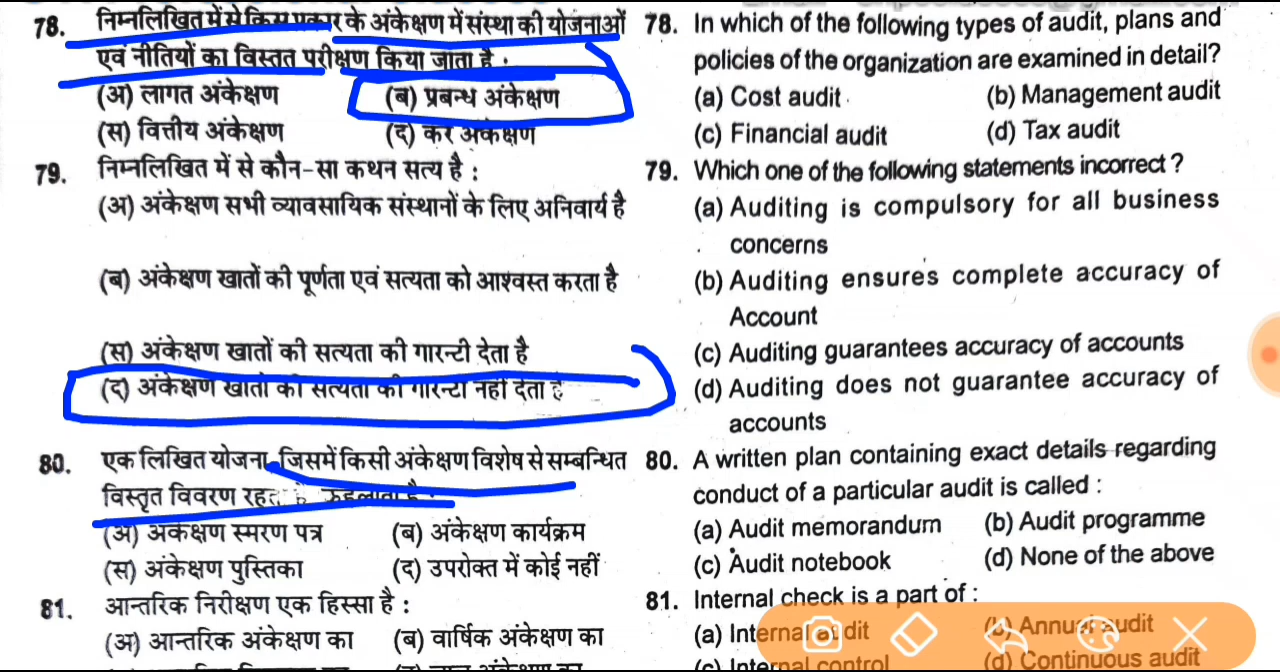 78. निम्नलिखित में से किस प्रकार के अंकेक्षण में संस्था की योजनाओं
एवं नीतियों का विस्तृत परीक्षण किया जाता है :
(अ) लागत अंकेक्षण (ब) प्रबन्ध अंकेक्षण
(स) वित्तीय अंकेक्षण (द) कर अंकेक्षण
79. निम्नलिखित में से कौन-सा कथन सत्य है :
(अ) अंकेक्षण सभी व्यावसायिक संस्थानों के लिए अनिवार्य है
(ब) अंकेक्षण खातों की पूर्णता एवं सत्यता को आश्वस्त करता है
(स) अंकेक्षण खातों की सत्यता की गारन्टी देता है
(द) अंकेक्षण खातों की सत्यता की गारन्टी नहीं देता है
80. एक लिखित योजना, जिसमें किसी अंकेक्षण विशेष से सम्बन्धित
विस्तृत विवरण रहता है, कहलाता है :
(अ) अंकेक्षण स्मरण पत्र (ब) अंकेक्षण कार्यक्रम
(स) अंकेक्षण पुस्तिका (द) उपरोक्त में कोई नहीं
81. आन्तरिक निरीक्षण एक हिस्सा है :
(अ) आन्तरिक अंकेक्षण का (ब) वार्षिक अंकेक्षण का
78. In which of the following types of audit, plans and
policies of the organization are examined in detail?
(a) Cost audit (b) Management audit
(c) Financial audit (d) Tax audit
79. Which one of the following statements incorrect ?
(a) Auditing is compulsory for all business
concerns
(b) Auditing ensures complete accuracy of
Account
(c) Auditing guarantees accuracy of accounts
(d) Auditing does not guarantee accuracy of
accounts
80. A written plan containing exact details regarding
conduct of a particular audit is called :
(a) Audit memorandum (b) Audit programme
(c) Audit notebook (d) None of the above
81. Internal check is a part of :
(a) Internal audit (b) Annual audit
(c) Internal control (d) Continuous audit